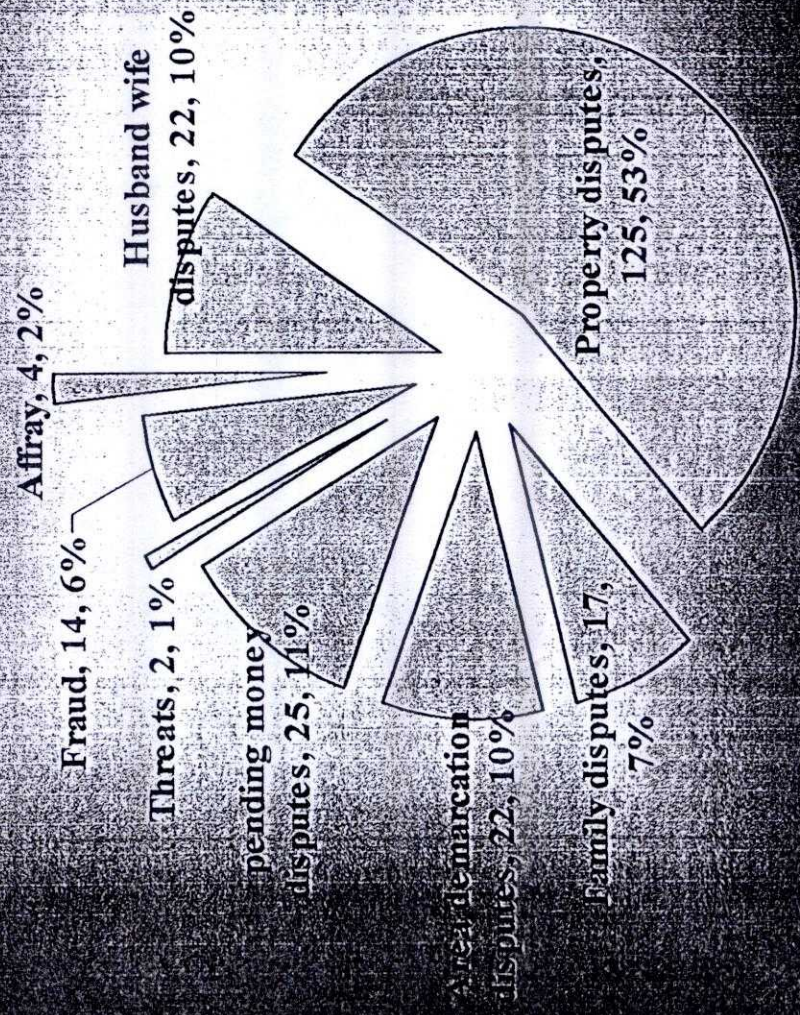 Affray, 4, 2%
Husband wife
disputes, 22, 10%
Fraud, 14, 6%
Threats, 2, 1%
pending money
disputes, 25, 11%
Area demarcation
disputes, 22, 10%
Family disputes, 17,
7%
Property disputes,
125, 53%